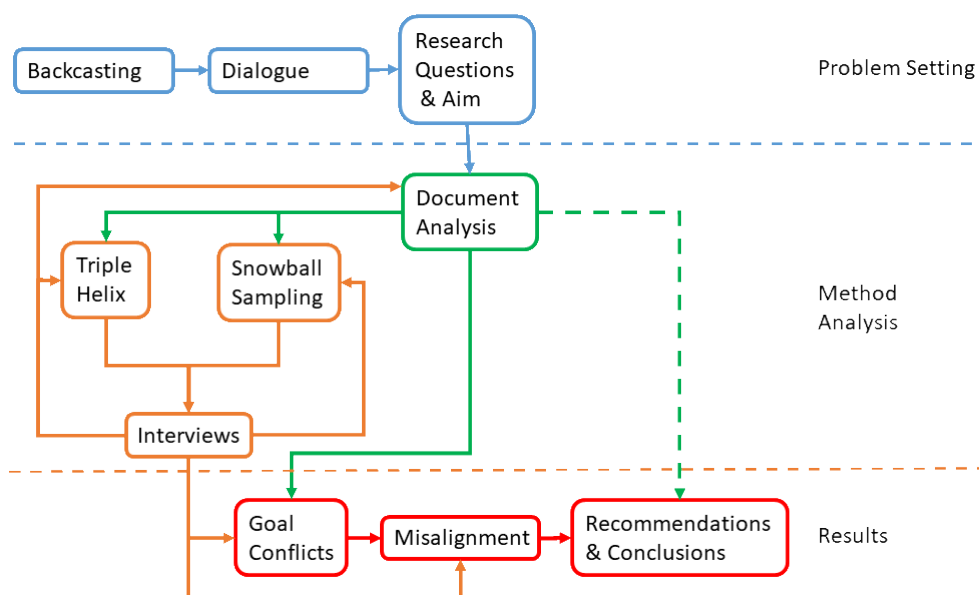 Backcasting
Dialogue
Research
Questions
& Aim
Problem Setting
Document
Analysis
Triple
Helix
Snowball
Sampling
Method
Analysis
Interviews
Goal
Conflicts
Misalignment
Recommendations
& Conclusions
Results